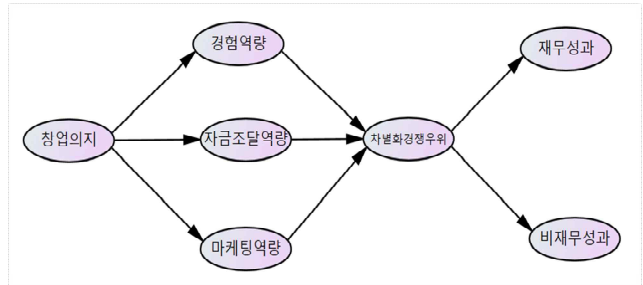 경험역량
재무성과
창업의지
자금조달역량
차별화경쟁우위
마케팅역량
비재무성과